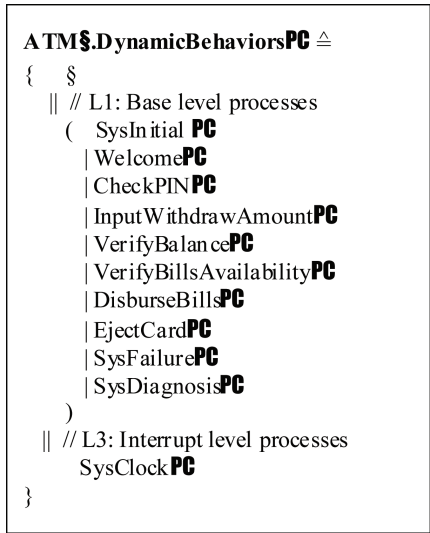 ATM§.DynamicBehaviorsPC ≙
{ §
|| // L1: Base level processes
( SysInitial PC
| WelcomePC
| CheckPINPC
| InputWithdrawAmountPC
| VerifyBalancePC
| VerifyBillsAvailabilityPC
| DisburseBillsPC
| EjectCardPC
| SysFailurePC
| SysDiagnosisPC
)
|| // L3: Interrupt level processes
SysClockPC
}